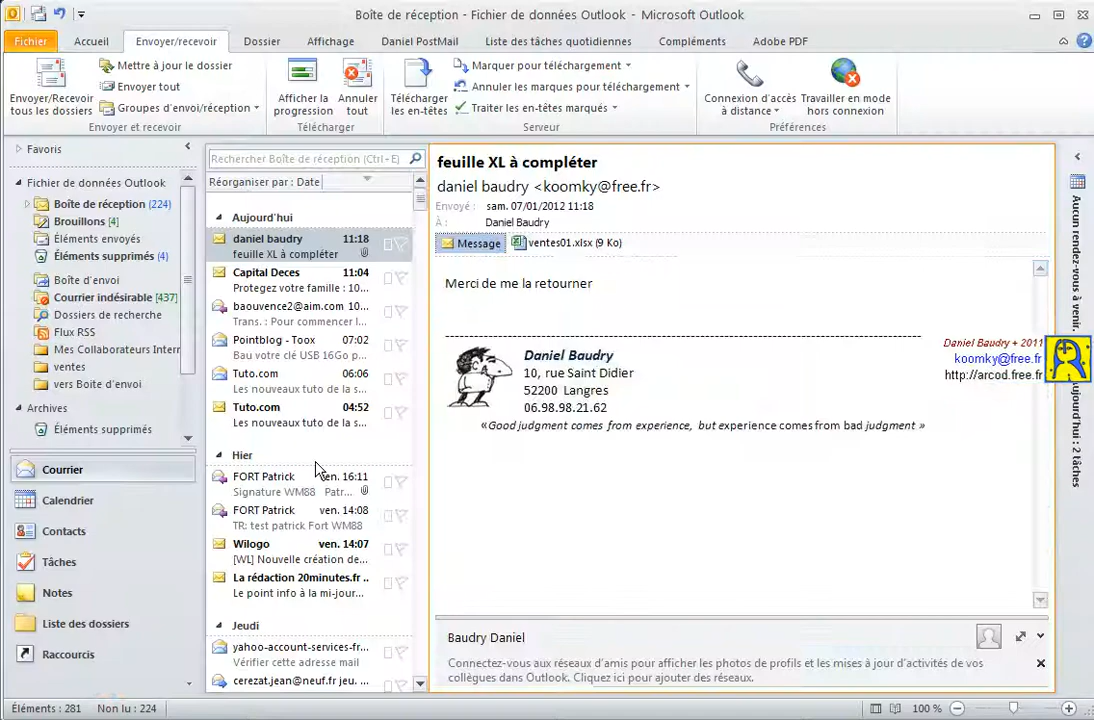 Boîte de réception - Fichier de données Outlook - Microsoft Outlook
Fichier Accueil Envoyer/recevoir Dossier Affichage Daniel PostMail Liste des tâches quotidiennes Compléments Adobe PDF
Envoyer/Recevoir tous les dossiers
Mettre à jour le dossier
Envoyer tout
Groupes d'envoi/réception
Envoyer et recevoir
Afficher la progression
Annuler tout
Télécharger
Télécharger les en-têtes
Marquer pour téléchargement
Annuler les marques pour téléchargement
Traiter les en-têtes marqués
Serveur
Connexion d'accès à distance
Travailler en mode hors connexion
Préférences
Favoris
Fichier de données Outlook
Boîte de réception (224)
Brouillons [4]
Éléments envoyés
Éléments supprimés (4)
Boîte d'envoi
Courrier indésirable [437]
Dossiers de recherche
Flux RSS
Mes Collaborateurs Intern
ventes
vers Boite d'envoi
Archives
Éléments supprimés
Courrier
Calendrier
Contacts
Tâches
Notes
Liste des dossiers
Raccourcis
Rechercher Boîte de réception (Ctrl+E)
Réorganiser par : Date
Aujourd'hui
daniel baudry 11:18
feuille XL à compléter
Capital Deces 11:04
Protegez votre famille : 10...
baouvence2@aim.com 10...
Trans. : Pour commencer l...
Pointblog - Toox 07:02
Bau votre clé USB 16Go p...
Tuto.com 06:06
Les nouveaux tuto de la s...
Tuto.com 04:52
Les nouveaux tuto de la s...
Hier
FORT Patrick ven. 16:11
Signature WM88 Patr...
FORT Patrick ven. 14:08
TR: test patrick Fort WM88
Wilogo ven. 14:07
[WL] Nouvelle création de...
La rédaction 20minutes.fr ..
Le point info à la mi-jour...
Jeudi
yahoo-account-services-fr...
Vérifier cette adresse mail
cerezat.jean@neuf.fr jeu. ...
feuille XL à compléter
daniel baudry <koomky@free.fr>
Envoyé : sam. 07/01/2012 11:18
À : Daniel Baudry
Message ventes01.xlsx (9 Ko)
Merci de me la retourner
Daniel Baudry
10, rue Saint Didier
52200 Langres
06.98.98.21.62
«Good judgment comes from experience, but experience comes from bad judgment »
Daniel Baudry + 2011
koomky@free.fr
http://arcod.free.fr
Baudry Daniel
Connectez-vous aux réseaux d'amis pour afficher les photos de profils et les mises à jour d'activités de vos
collègues dans Outlook. Cliquez ici pour ajouter des réseaux.
Aucun rendez-vous à venir.
Aujourd'hui : 2 tâches
Éléments : 281 Non lu : 224 100 %